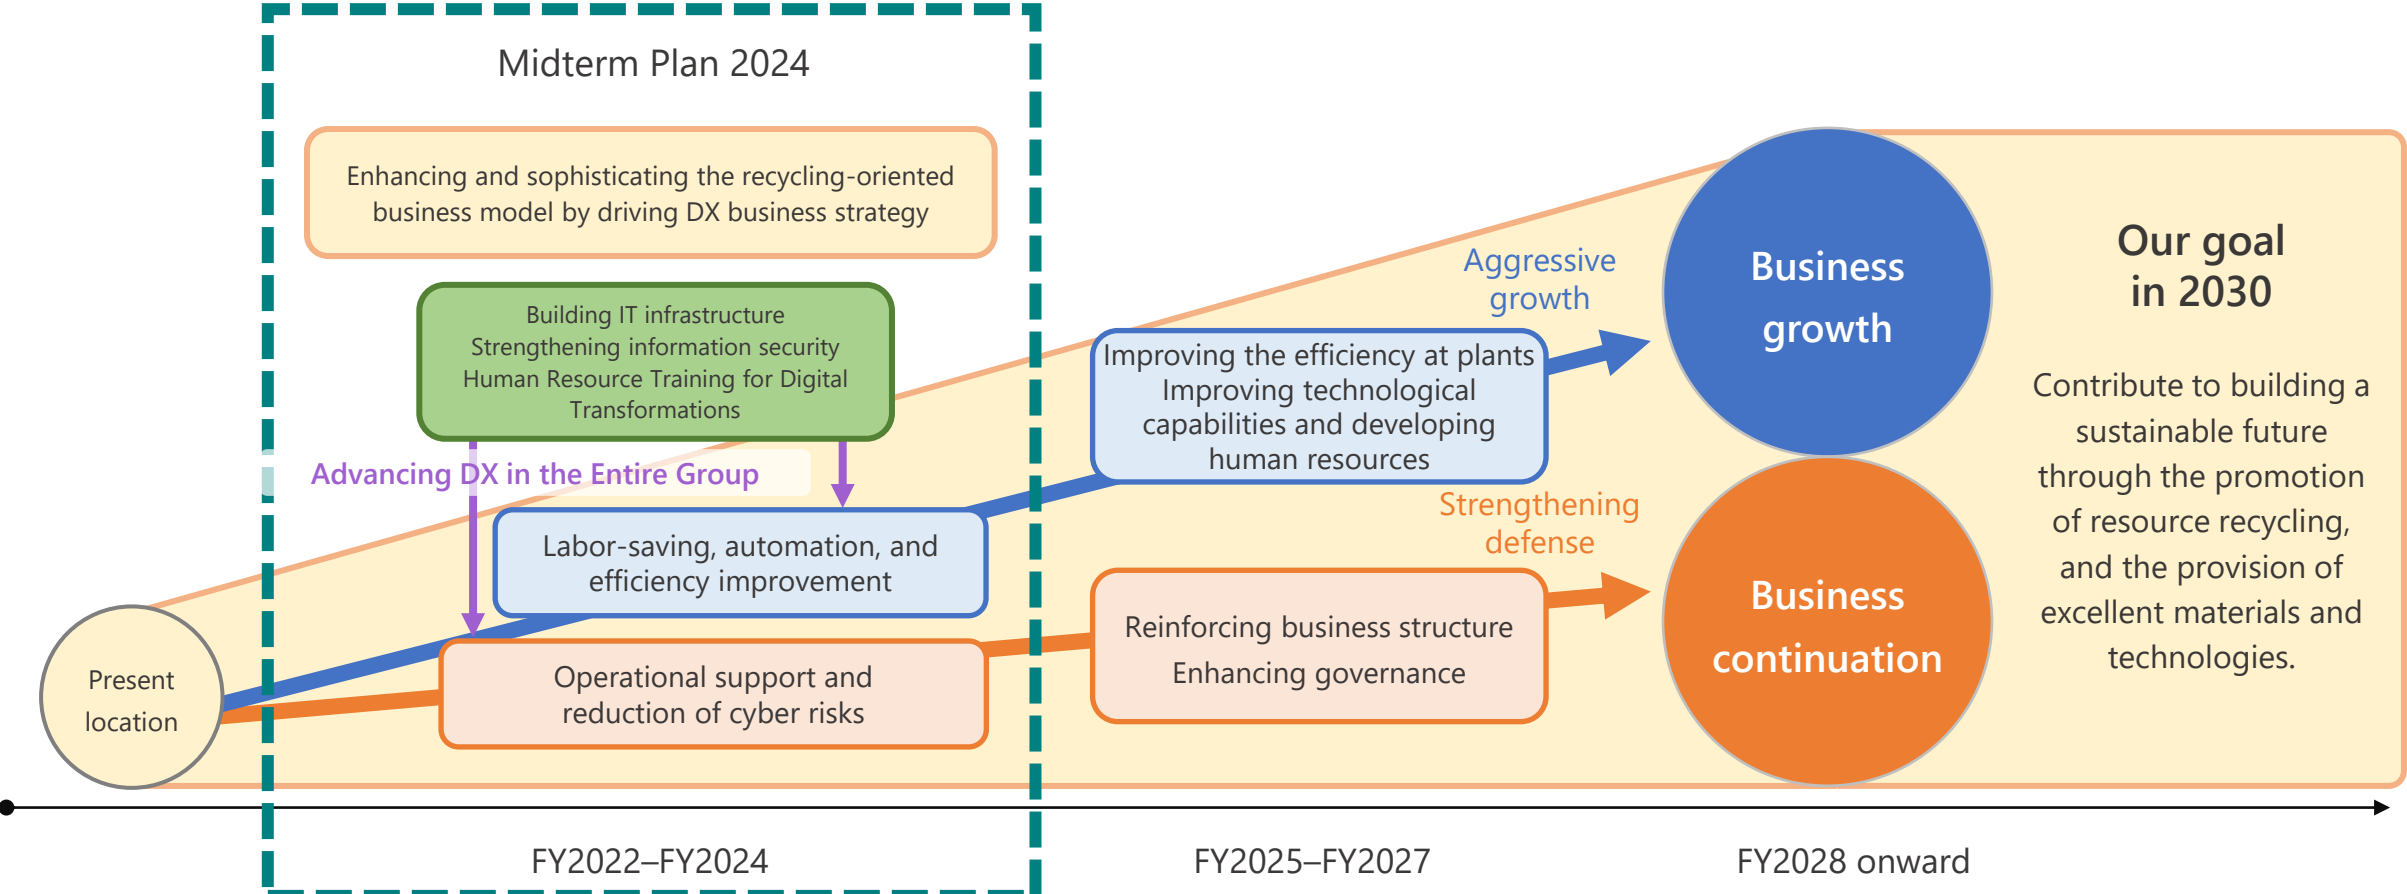 Midterm Plan 2024
Enhancing and sophisticating the recycling-oriented
business model by driving DX business strategy
Building IT infrastructure
Strengthening information security
Human Resource Training for Digital
Transformations
Advancing DX in the Entire Group
Labor-saving, automation, and
efficiency improvement
Operational support and
reduction of cyber risks
Present
location
Aggressive
growth
Improving the efficiency at plants
Improving technological
capabilities and developing
human resources
Strengthening
defense
Reinforcing business structure
Enhancing governance
Business
growth
Business
continuation
Our goal
in 2030
Contribute to building a
sustainable future
through the promotion
of resource recycling,
and the provision of
excellent materials and
technologies.
FY2022–FY2024
FY2025–FY2027
FY2028 onward